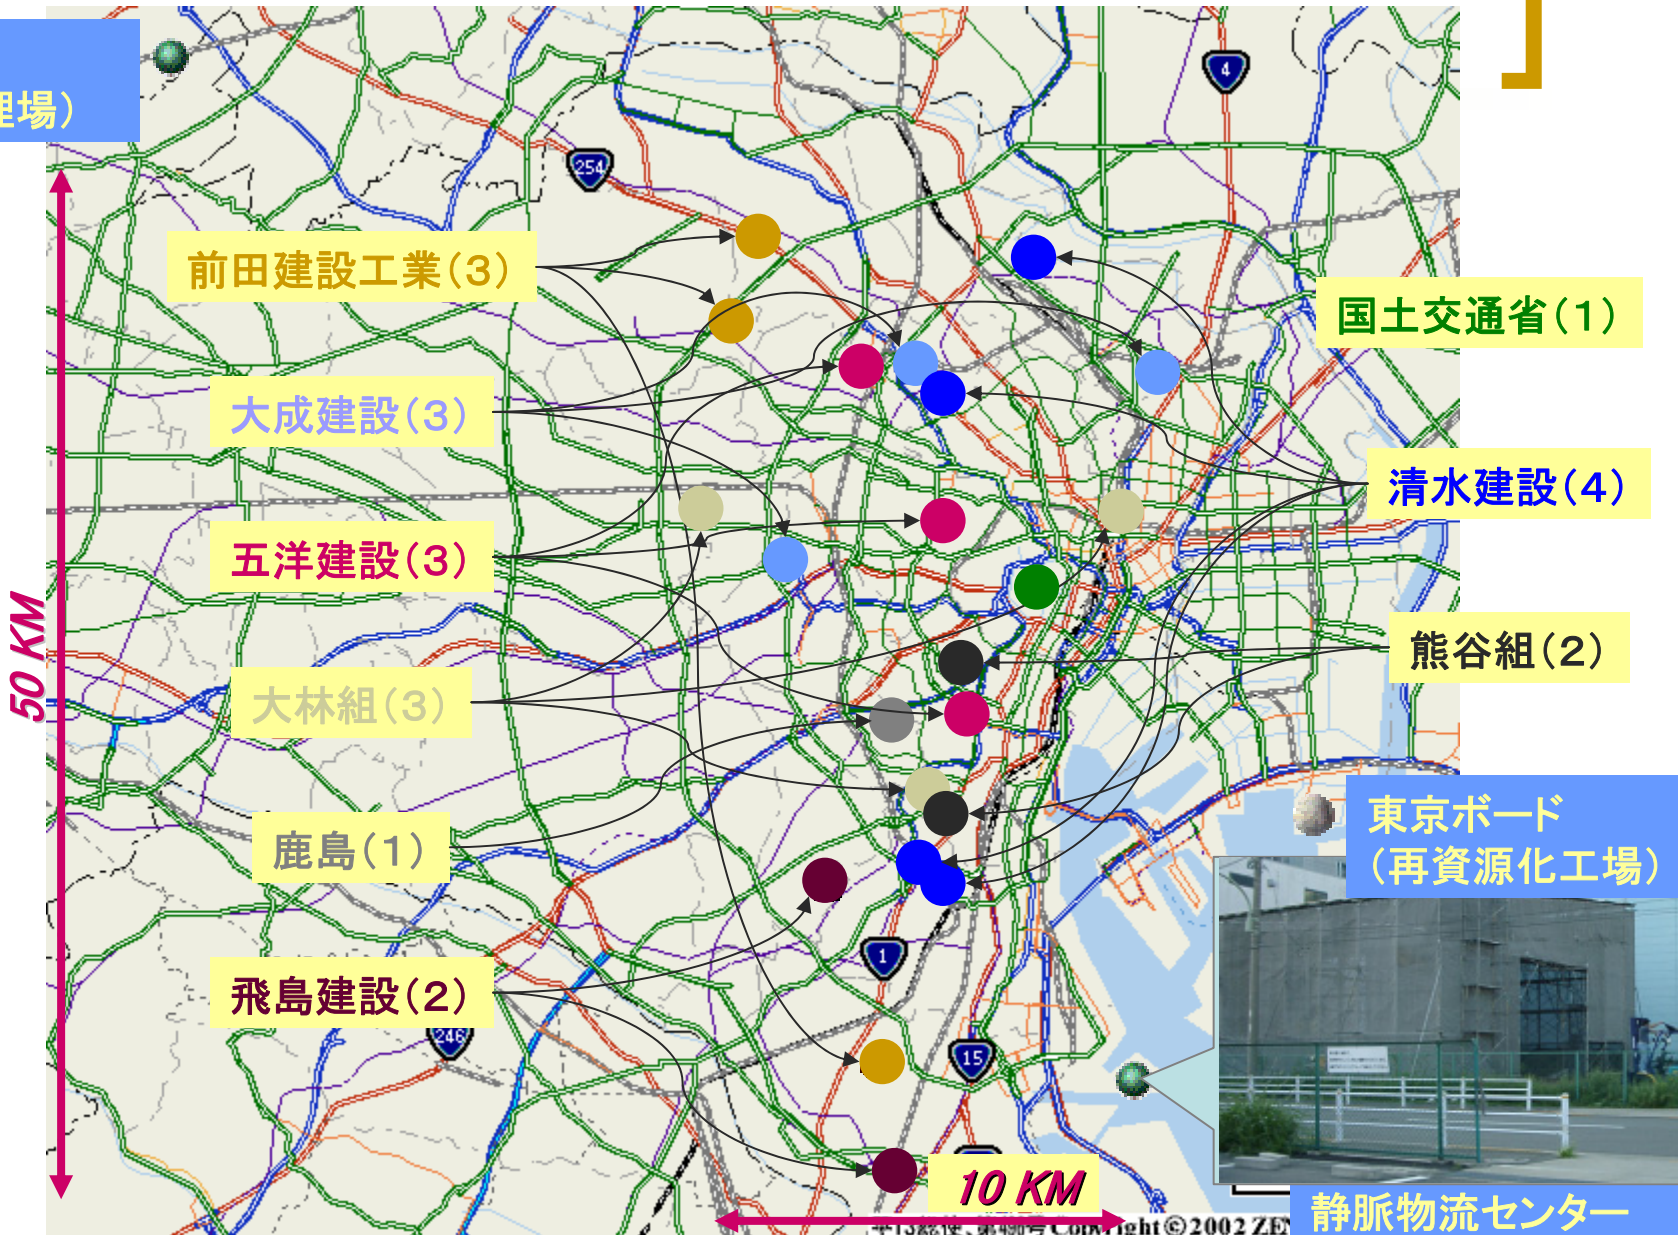 理場）
4
254
前田建設工業（3）
国土交通省（1）
大成建設（3）
清水建設（4）
五洋建設（3）
50 KM
熊谷組（2）
大林組（3）
東京ボード
（再資源化工場）
鹿島（1）
1
飛島建設（2）
246
15
10 KM
Copyright©2002 ZE
静脈物流センター